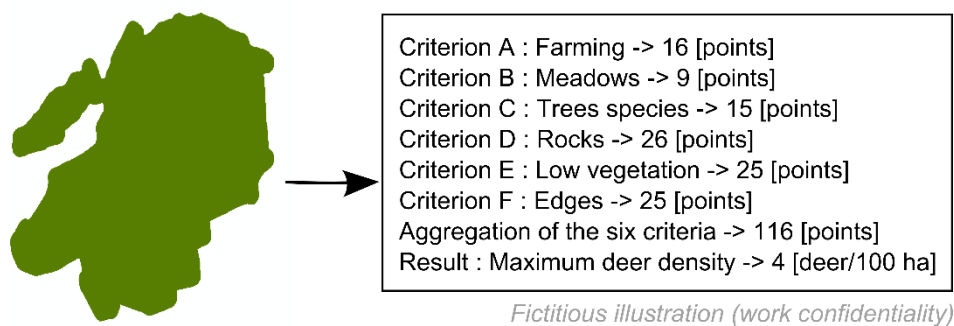 Criterion A : Farming -> 16 [points]
Criterion B : Meadows -> 9 [points]
Criterion C : Trees species -> 15 [points]
Criterion D : Rocks -> 26 [points]
Criterion E : Low vegetation -> 25 [points]
Criterion F : Edges -> 25 [points]
Aggregation of the six criteria -> 116 [points]
Result : Maximum deer density -> 4 [deer/100 ha]
Fictitious illustration (work confidentiality)